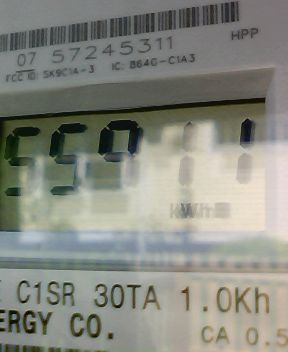 07 57245311
HPP
FCC ID: SK9C1A-3 IC: 864G-C1A3
55911
kWh
C1SR 30TA 1.0Kh
ERGY CO.
CA 0.5